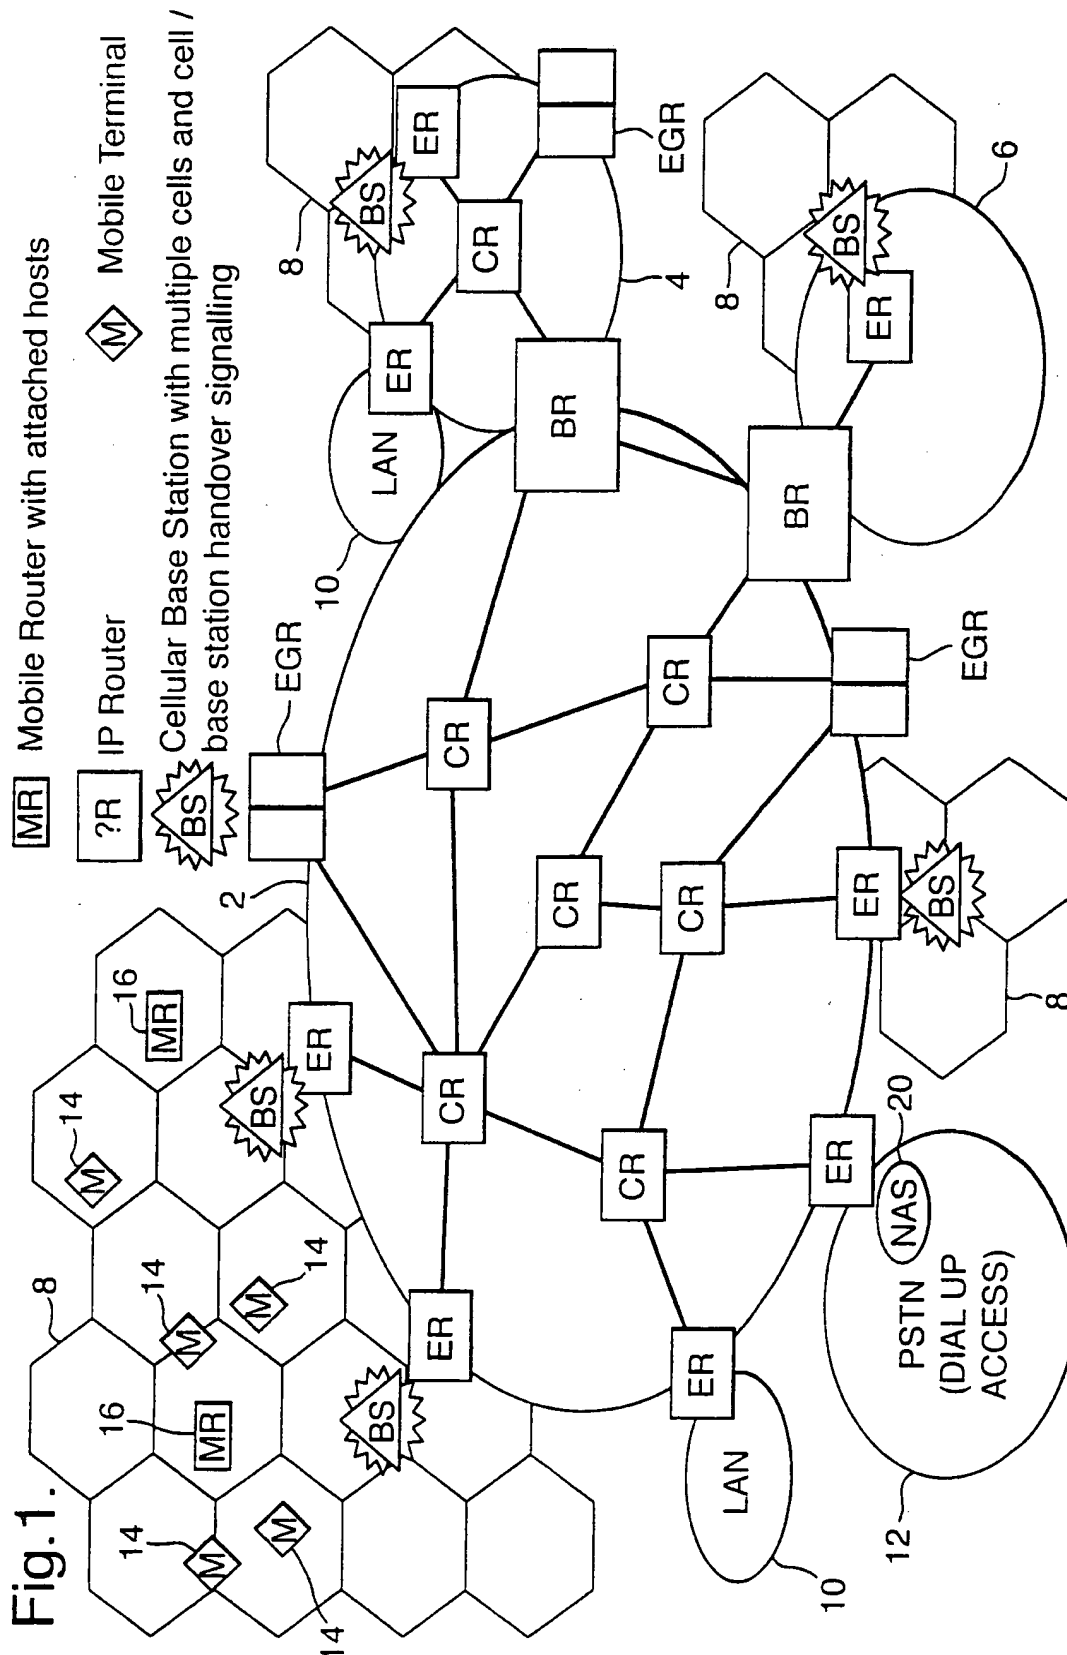 Fig.1.
MR Mobile Router with attached hosts
?R IP Router
M Mobile Terminal
BS Cellular Base Station with multiple cells and cell /
base station handover signalling
14
M
16
MR
8
14
M
14
M
14
M
14
M
16
MR
BS
BS
ER
ER
2
EGR
10
LAN
8
BS
ER
ER
CR
EGR
4
CR
CR
BR
8
BS
ER
6
BR
CR
CR
CR
CR
EGR
ER
LAN
10
ER
NAS
20
PSTN
(DIAL UP
ACCESS)
12
ER
BS
8